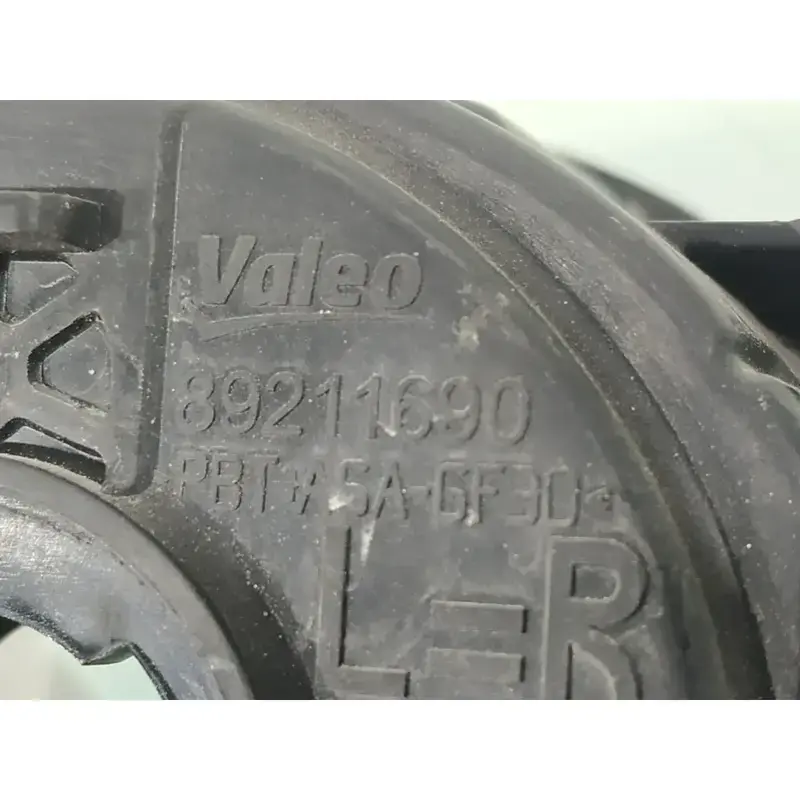 Valeo
89211690
PBT+ASA-GF30<
L=R